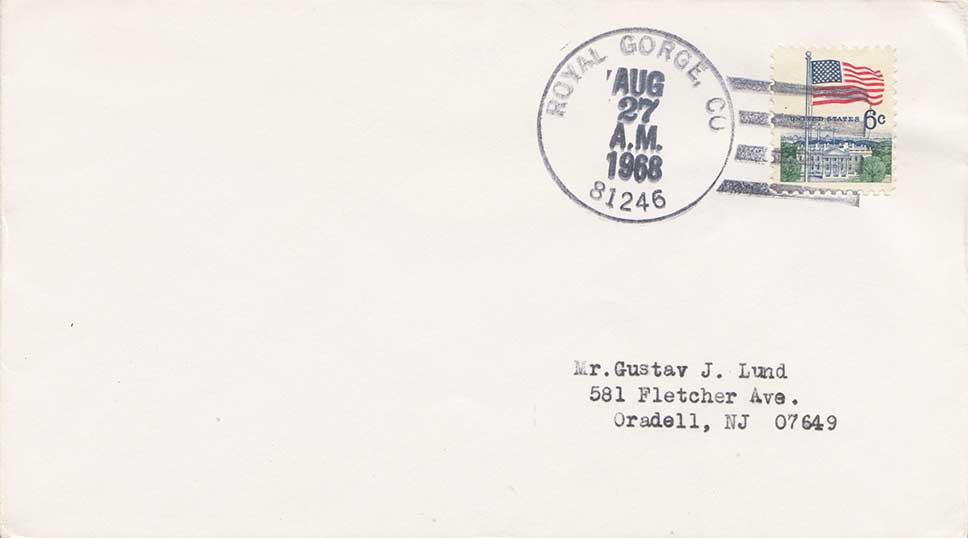 ROYAL GORGE, CO
AUG
27
A.M.
1968
81246
UNITED STATES 6c
Mr.Gustav J. Lund
581 Fletcher Ave.
Oradell, NJ 07649